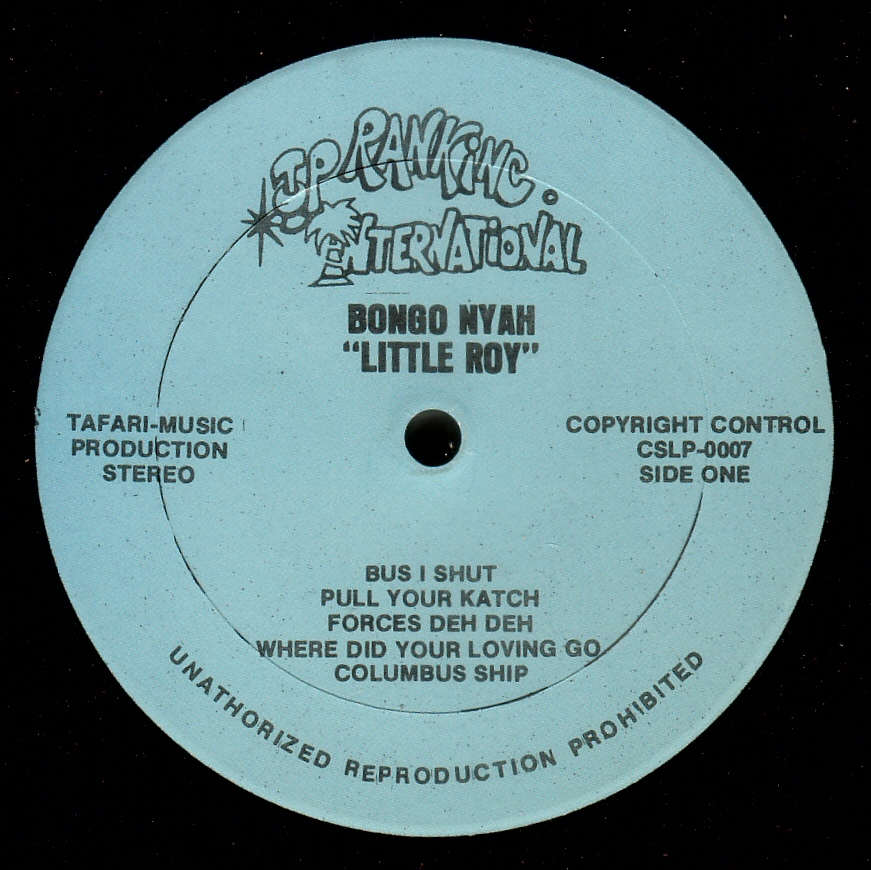 JP RANKING
INTERNATIONAL
BONGO NYAH
“LITTLE ROY”
TAFARI-MUSIC
PRODUCTION
STEREO
COPYRIGHT CONTROL
CSLP-0007
SIDE ONE
BUS I SHUT
PULL YOUR KATCH
FORCES DEH DEH
WHERE DID YOUR LOVING GO
COLUMBUS SHIP
UNATHORIZED REPRODUCTION PROHIBITED